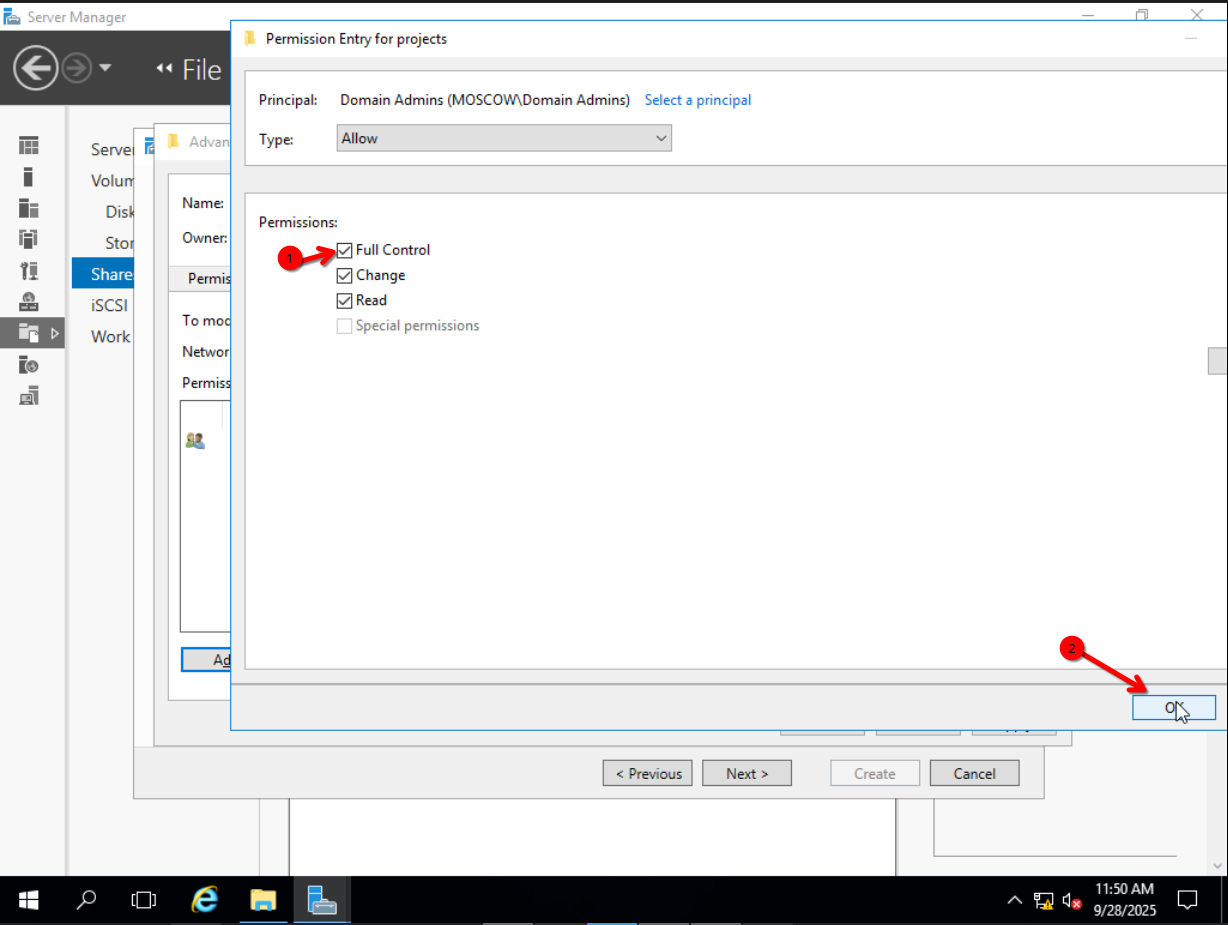 Server Manager
Permission Entry for projects
File
Principal: Domain Admins (MOSCOW\Domain Admins) Select a principal
Type: Allow
Advan
Server
Volum
Disk
Stor
Share
iSCSI
Work
Name:
Owner:
Permis
To mod
Networ
Permiss
Permissions:
1
Full Control
Change
Read
Special permissions
Ad
2
OK
< Previous
Next >
Create
Cancel
11:50 AM
9/28/2025